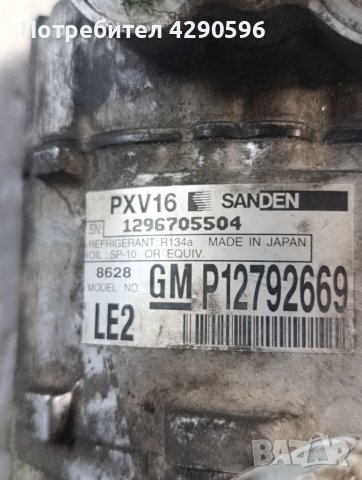 Потребител 4290596
PXV16 SANDEN
SN: 1296705504
REFRIGERANT: R134a MADE IN JAPAN
OIL: SP-10 OR EQUIV.
8628
MODEL NO. GM P12792669
LE2
BAZAR